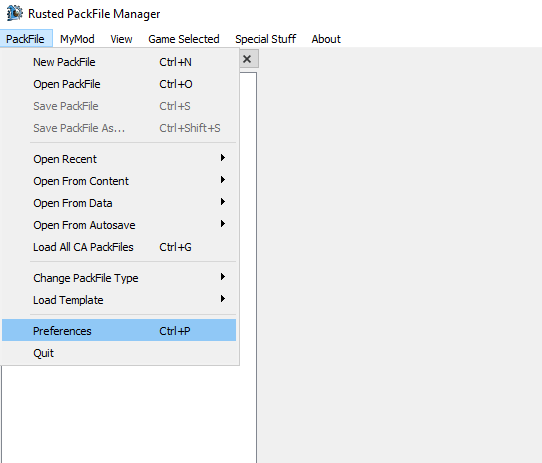 Rusted PackFile Manager
PackFile MyMod View Game Selected Special Stuff About
New PackFile Ctrl+N
Open PackFile Ctrl+O
Save PackFile Ctrl+S
Save PackFile As... Ctrl+Shift+S
Open Recent
Open From Content
Open From Data
Open From Autosave
Load All CA PackFiles Ctrl+G
Change PackFile Type
Load Template
Preferences Ctrl+P
Quit